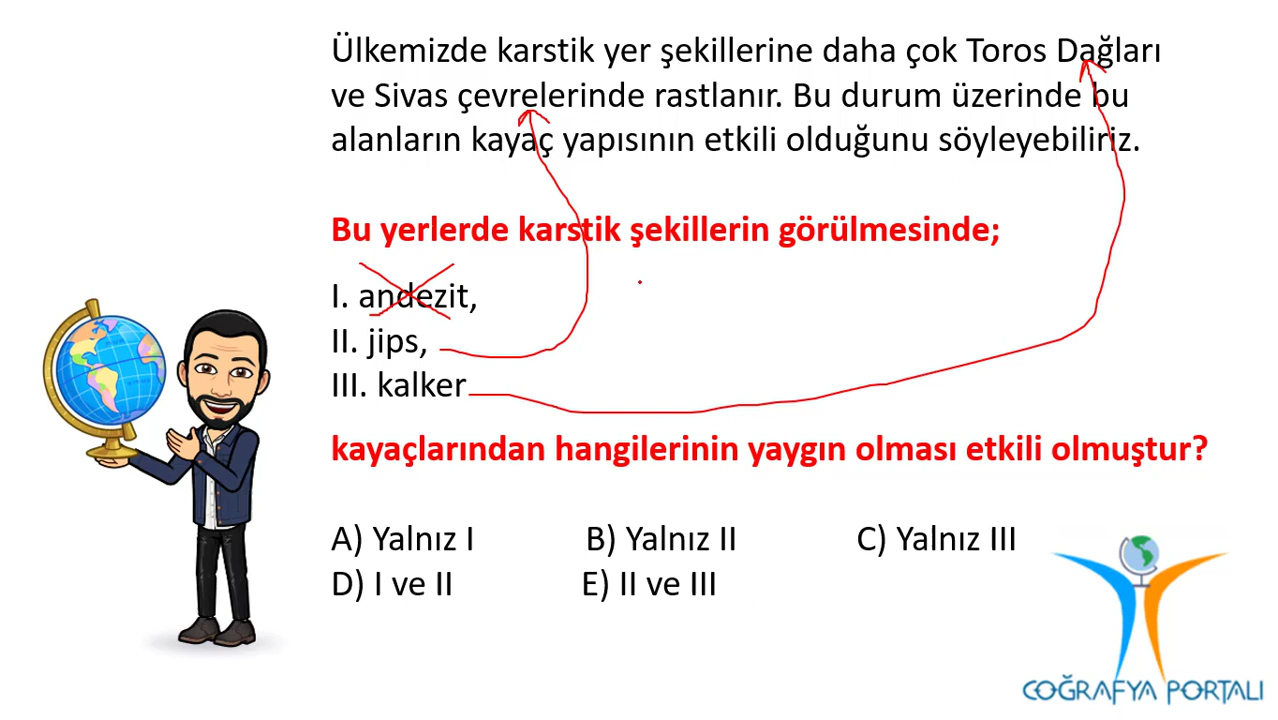 Ülkemizde karstik yer şekillerine daha çok Toros Dağları
ve Sivas çevrelerinde rastlanır. Bu durum üzerinde bu
alanların kayaç yapısının etkili olduğunu söyleyebiliriz.
Bu yerlerde karstik şekillerin görülmesinde;
I. andezit,
II. jips,
III. kalker
kayaçlarından hangilerinin yaygın olması etkili olmuştur?
A) Yalnız I B) Yalnız II C) Yalnız III
D) I ve II E) II ve III
COĞRAFYA PORTALI